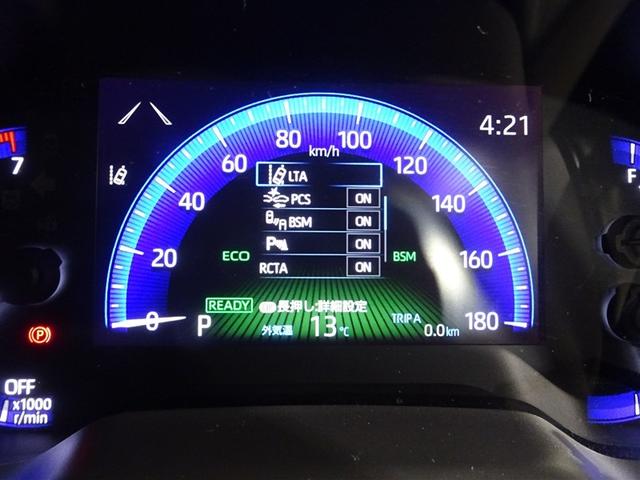 4:21
0 20 40 60 80 100 120 140 160 180
km/h
LTA
PCS ON
BSM ON
P ON
RCTA ON
ECO
BSM
READY
長押し:詳細設定
P
外気温 13℃
TRIP A 0.0 km
7
F
P
OFF
x1000
r/min